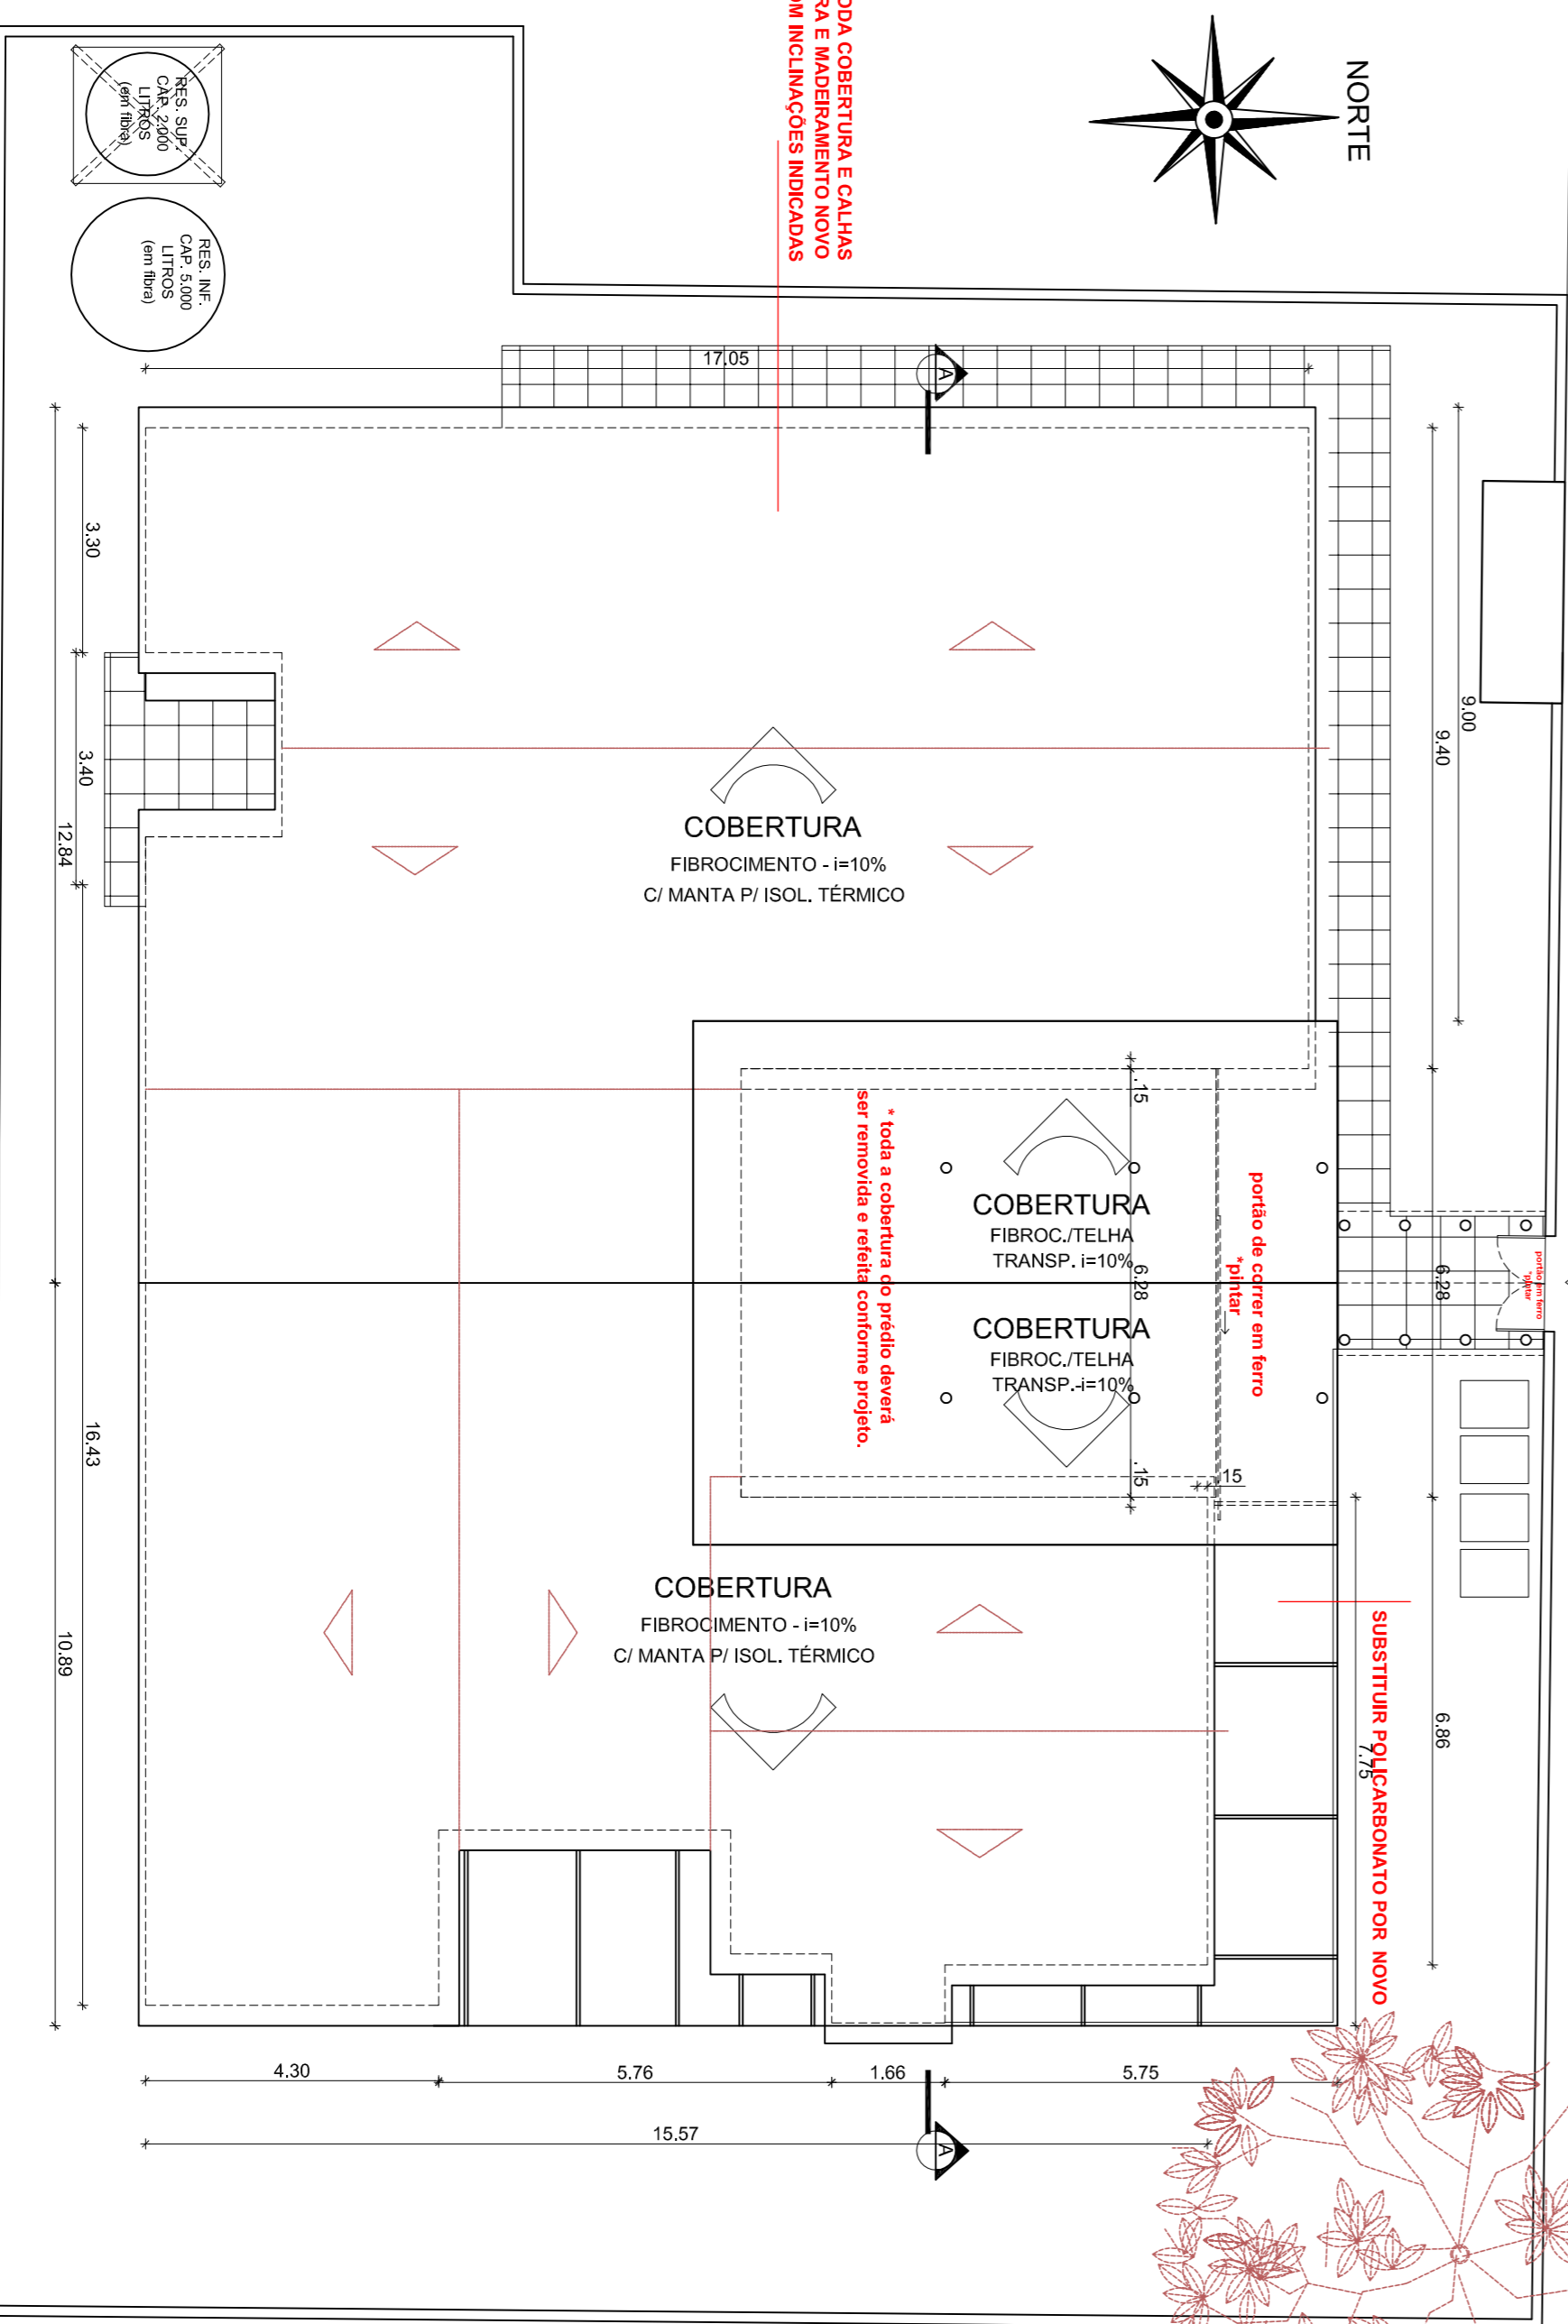 NORTE
ODA COBERTURA E CALHAS
RA E MADEIRAMENTO NOVO
OM INCLINAÇÕES INDICADAS
RES. SUP.
CAP. 2.000
LITROS
(em fibra)
RES. INF.
CAP. 5.000
LITROS
(em fibra)
17.05
A
3.30
3.40
12.84
9.00
9.40
COBERTURA
FIBROCIMENTO - i=10%
C/ MANTA P/ ISOL. TÉRMICO
.15
* toda a cobertura do prédio deverá
ser removida e refeita conforme projeto.
COBERTURA
FIBROC./TELHA
TRANSP. i=10%
6.28
portão de correr em ferro
*pintar
6.28
portão em ferro
*pintar
COBERTURA
FIBROC./TELHA
TRANSP.-i=10%
.15
15
16.43
10.89
COBERTURA
FIBROCIMENTO - i=10%
C/ MANTA P/ ISOL. TÉRMICO
SUBSTITUIR POLICARBONATO POR NOVO
7.75
6.86
4.30
5.76
1.66
5.75
15.57
A